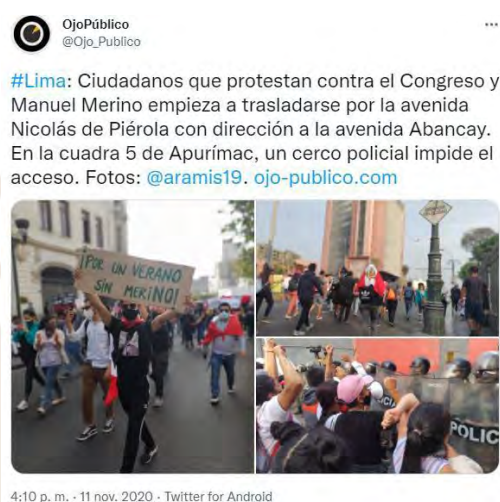 OjoPúblico
@Ojo_Publico
#Lima: Ciudadanos que protestan contra el Congreso y
Manuel Merino empieza a trasladarse por la avenida
Nicolás de Piérola con dirección a la avenida Abancay.
En la cuadra 5 de Apurímac, un cerco policial impide el
acceso. Fotos: @aramis19. ojo-publico.com
¡POR UN VERANO
SIN MERINO!
POLIC
4:10 p. m. · 11 nov. 2020 · Twitter for Android